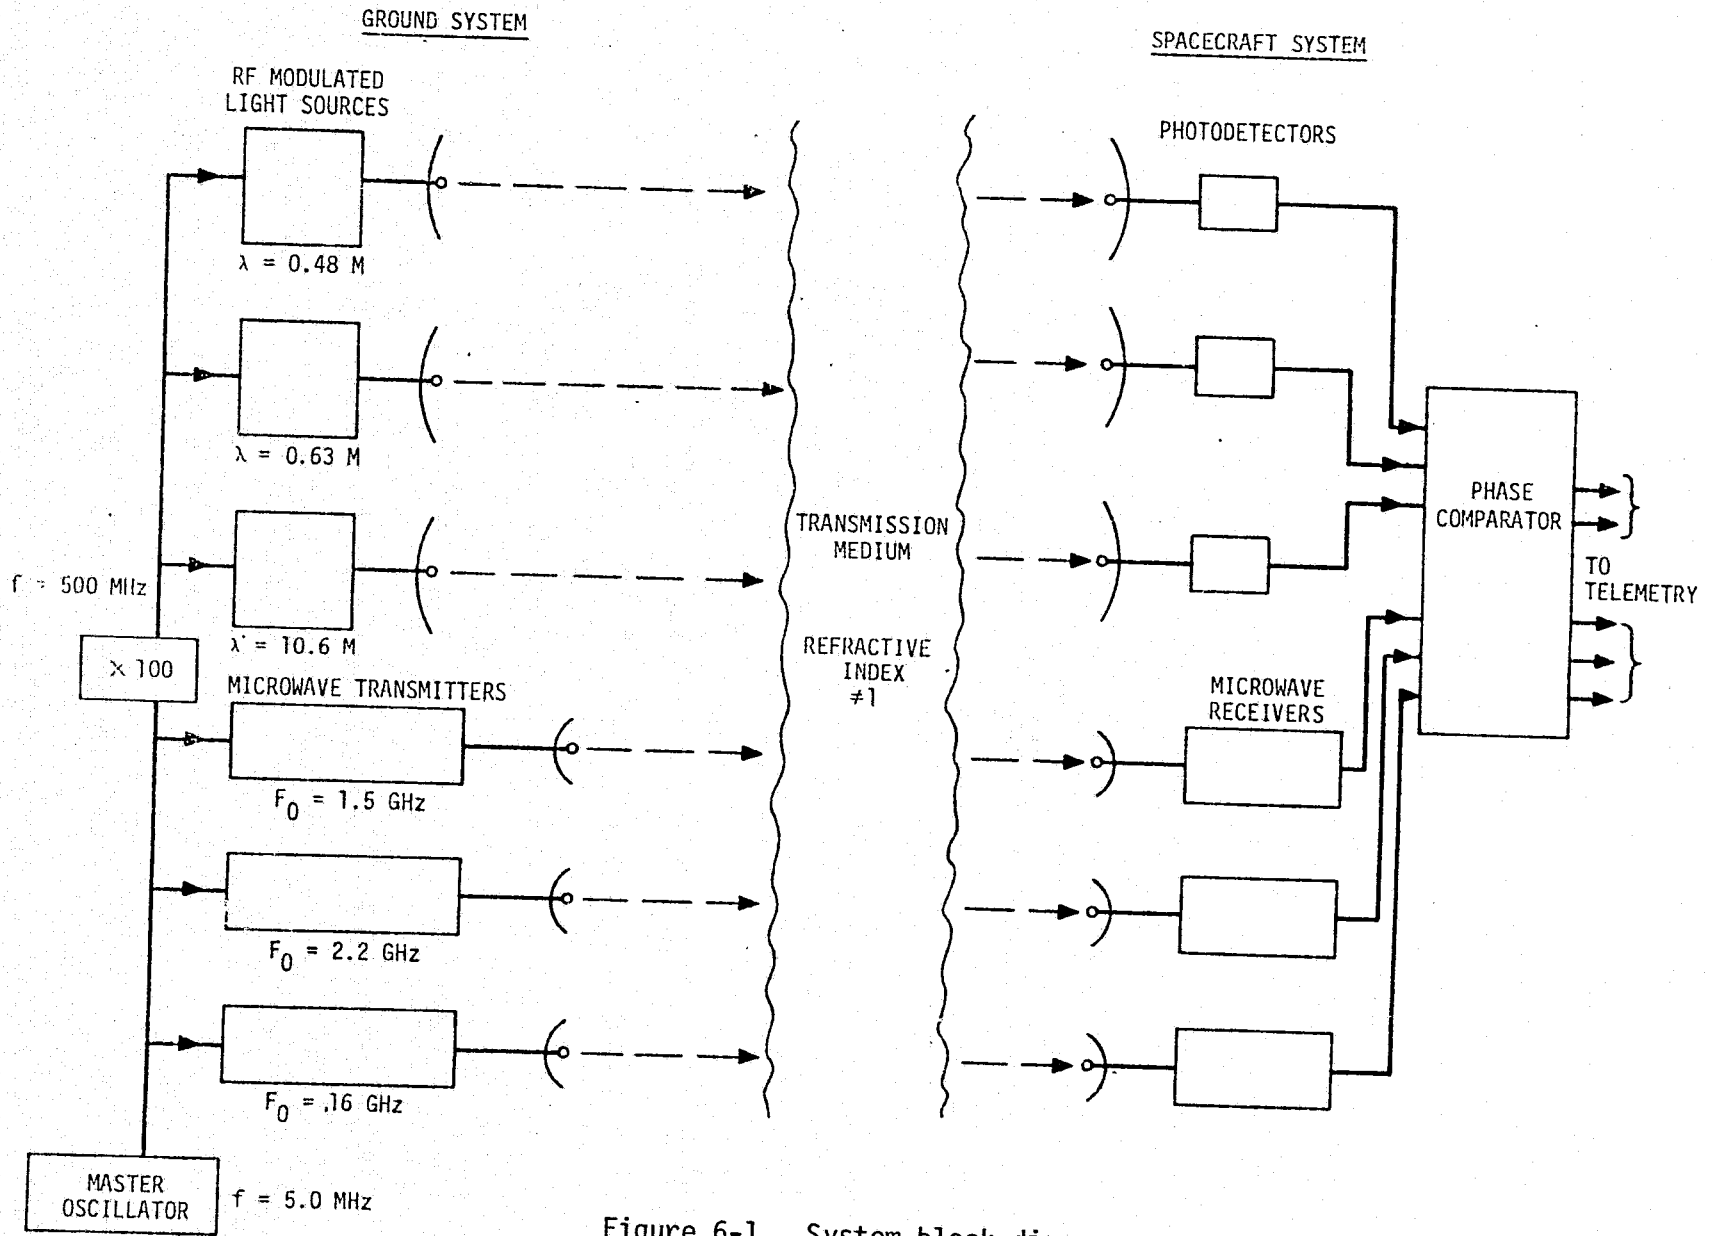 GROUND SYSTEM
SPACECRAFT SYSTEM
RF MODULATED
LIGHT SOURCES
PHOTODETECTORS
λ = 0.48 M
λ = 0.63 M
PHASE
COMPARATOR
TRANSMISSION
MEDIUM
TO
TELEMETRY
f = 500 MHz
λ = 10.6 M
REFRACTIVE
INDEX
≠1
× 100
MICROWAVE TRANSMITTERS
MICROWAVE
RECEIVERS
F0 = 1.5 GHz
F0 = 2.2 GHz
F0 = .16 GHz
MASTER
OSCILLATOR
f = 5.0 MHz
Figure 6-1 System block